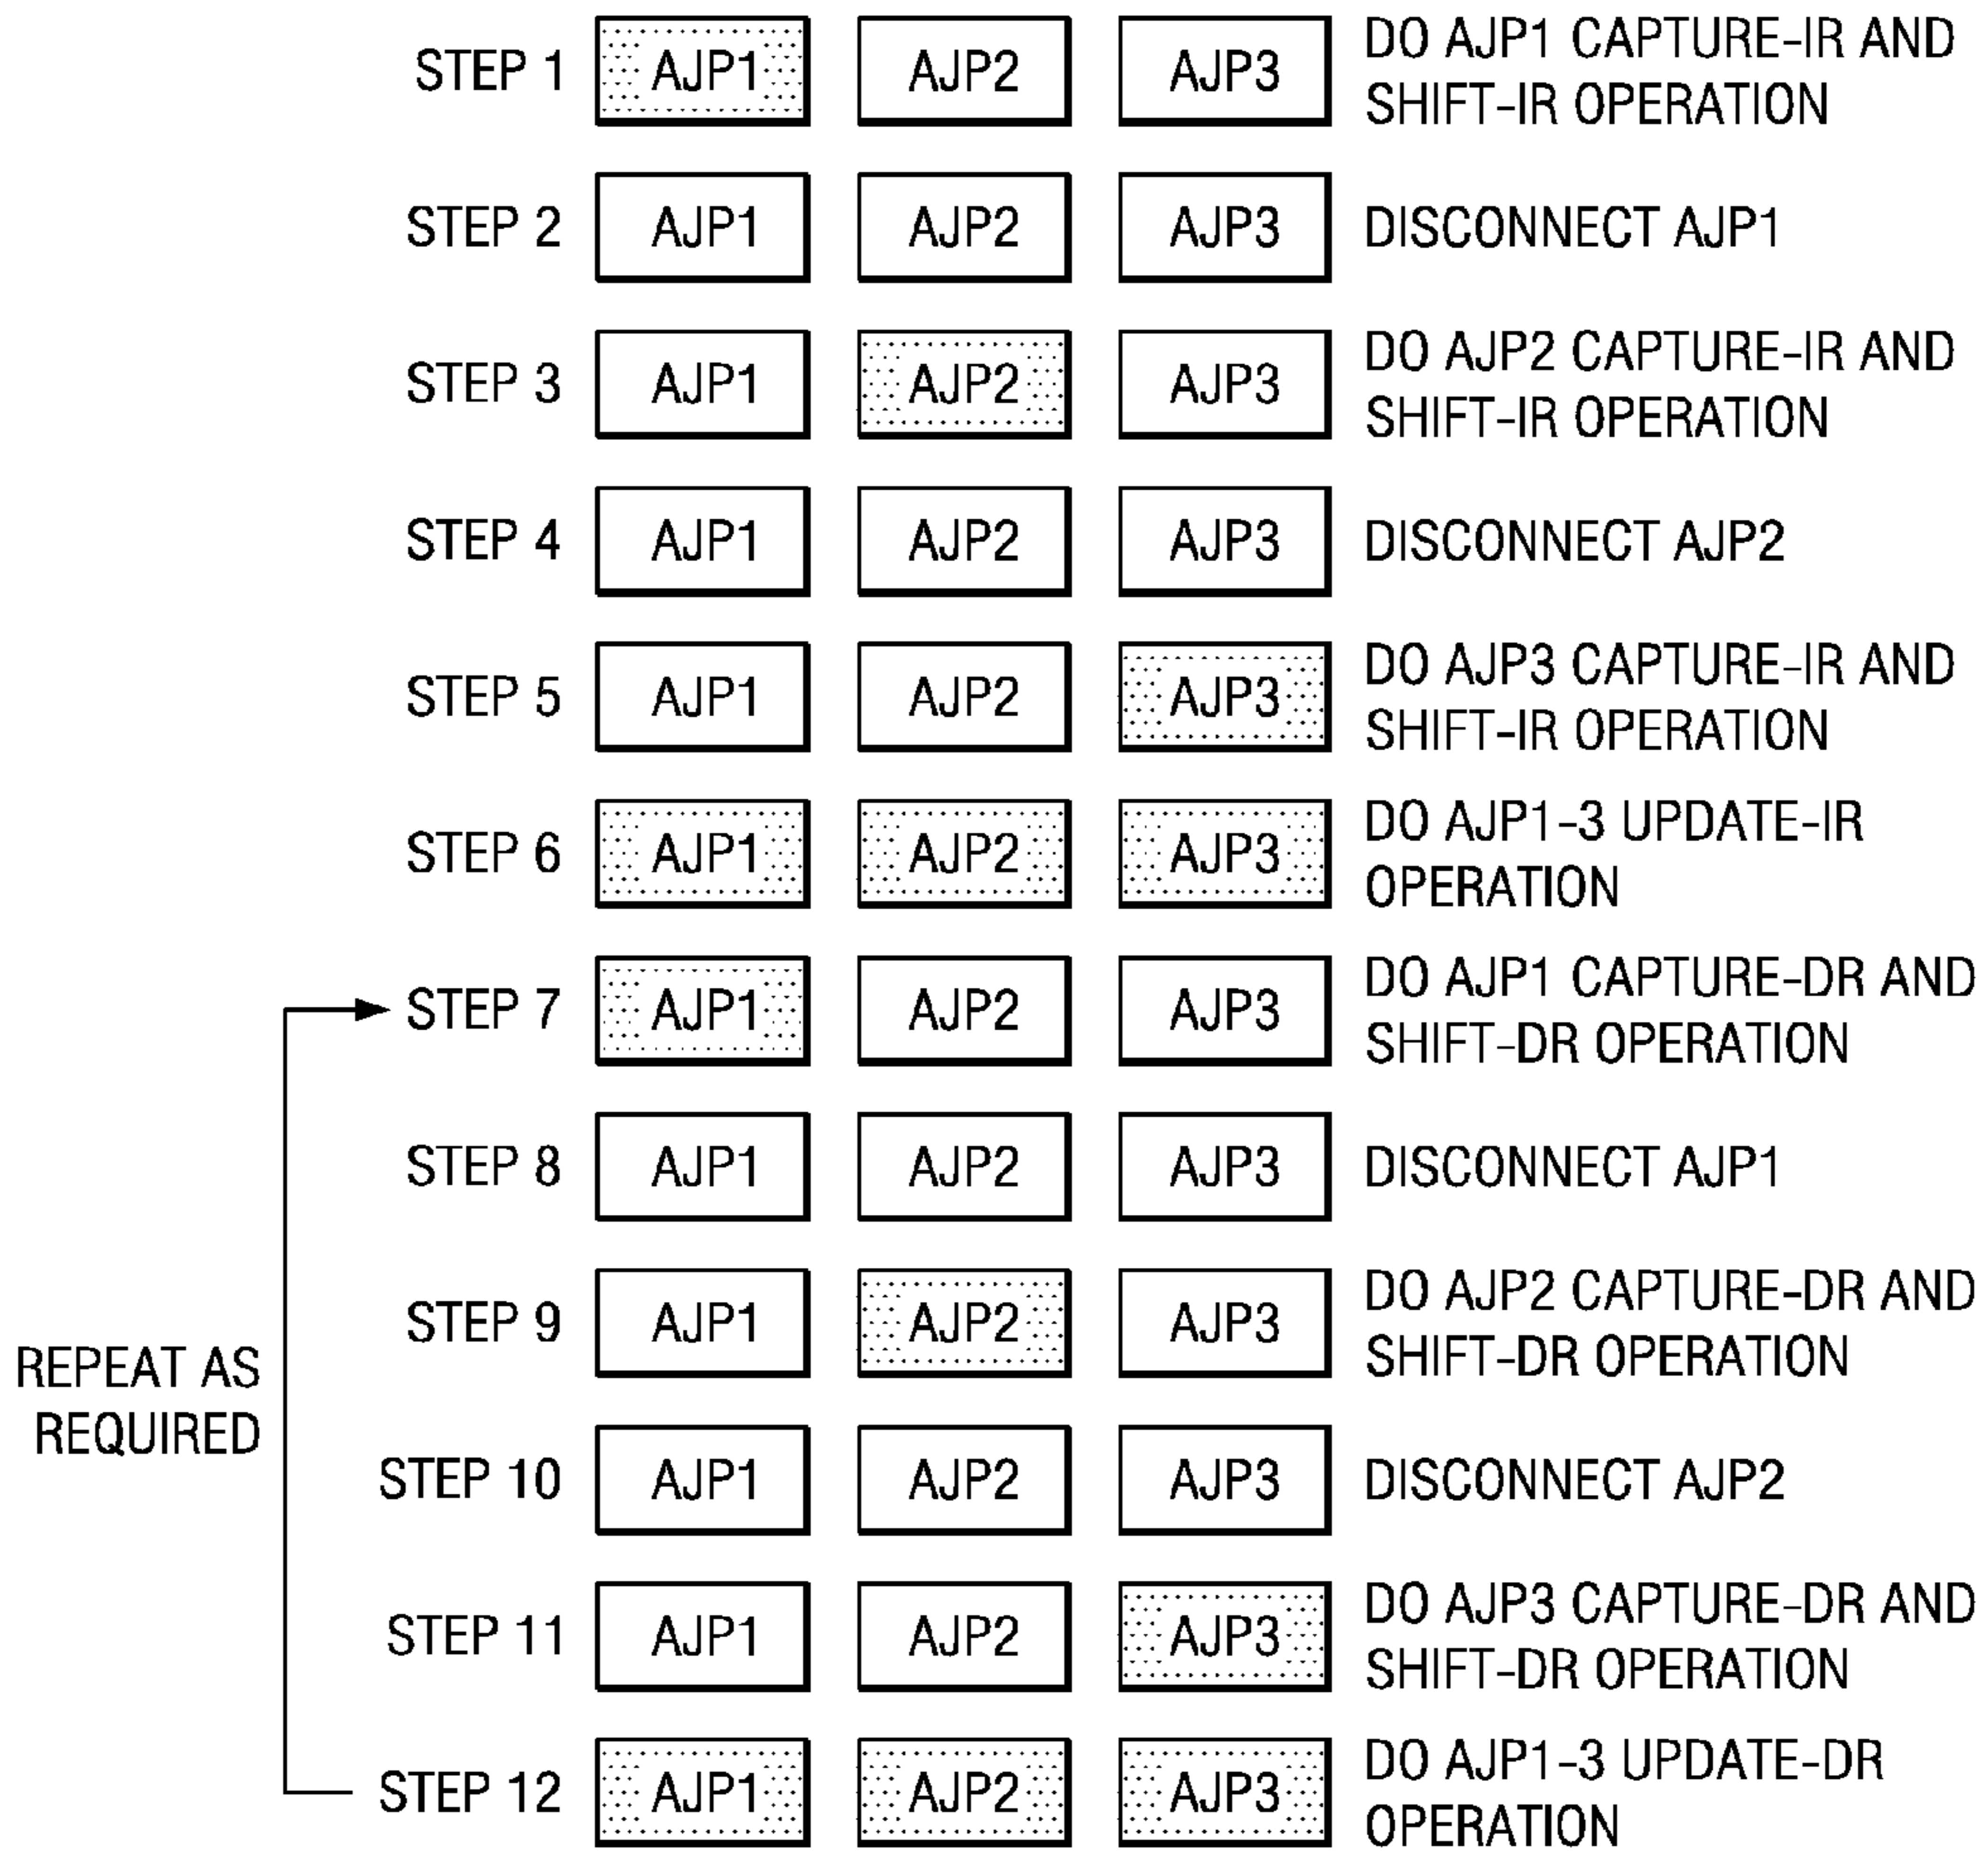 STEP 1 AJP1 AJP2 AJP3 DO AJP1 CAPTURE-IR AND
SHIFT-IR OPERATION
STEP 2 AJP1 AJP2 AJP3 DISCONNECT AJP1
STEP 3 AJP1 AJP2 AJP3 DO AJP2 CAPTURE-IR AND
SHIFT-IR OPERATION
STEP 4 AJP1 AJP2 AJP3 DISCONNECT AJP2
STEP 5 AJP1 AJP2 AJP3 DO AJP3 CAPTURE-IR AND
SHIFT-IR OPERATION
STEP 6 AJP1 AJP2 AJP3 DO AJP1-3 UPDATE-IR
OPERATION
STEP 7 AJP1 AJP2 AJP3 DO AJP1 CAPTURE-DR AND
SHIFT-DR OPERATION
STEP 8 AJP1 AJP2 AJP3 DISCONNECT AJP1
STEP 9 AJP1 AJP2 AJP3 DO AJP2 CAPTURE-DR AND
SHIFT-DR OPERATION
REPEAT AS
REQUIRED
STEP 10 AJP1 AJP2 AJP3 DISCONNECT AJP2
STEP 11 AJP1 AJP2 AJP3 DO AJP3 CAPTURE-DR AND
SHIFT-DR OPERATION
STEP 12 AJP1 AJP2 AJP3 DO AJP1-3 UPDATE-DR
OPERATION